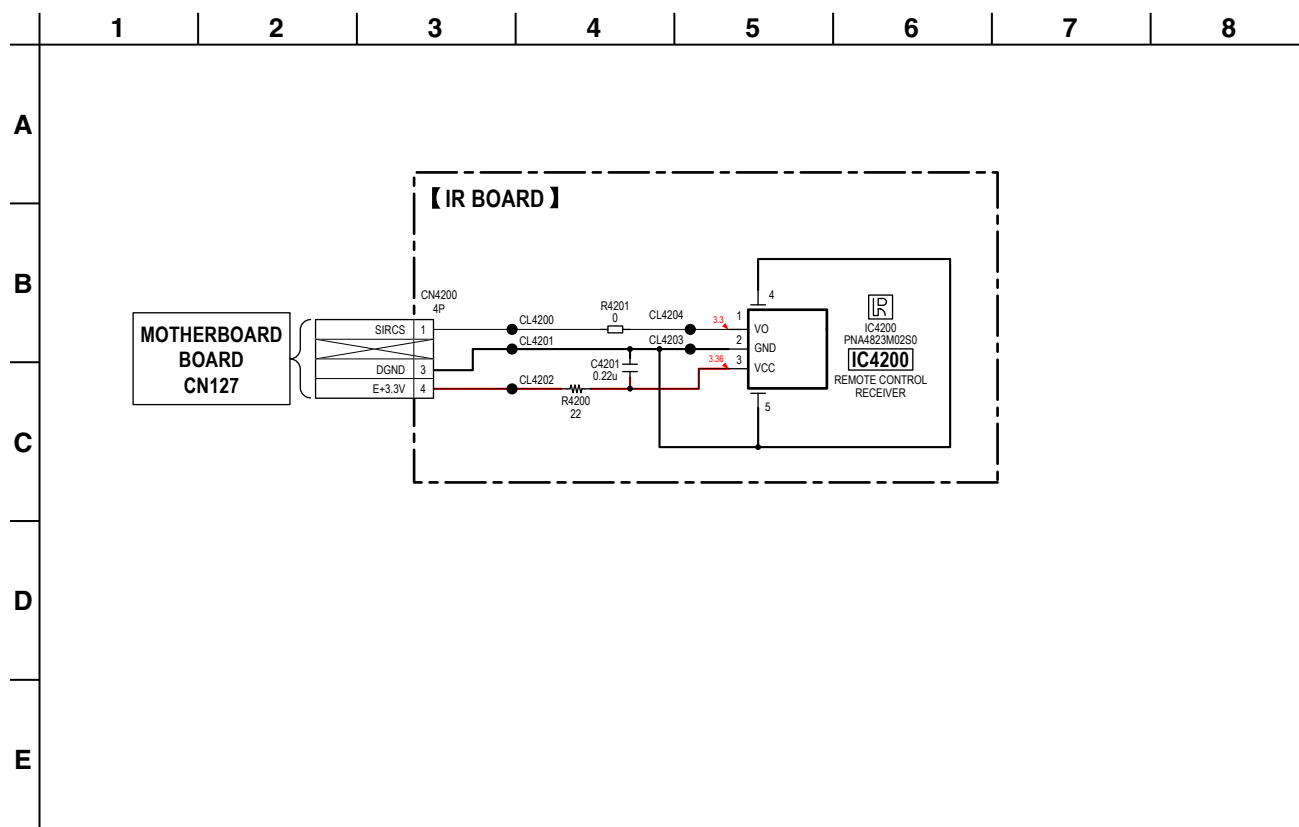 1 2 3 4 5 6 7 8
A
B
C
D
E
【 IR BOARD 】
MOTHERBOARD
BOARD
CN127
CN4200
4P
SIRCS 1
DGND 3
E+3.3V 4
CL4200
CL4201
CL4202
R4201
0
C4201
0.22u
R4200
22
CL4204
CL4203
3.3
3.36
4
1 VO
2 GND
3 VCC
5
R
IC4200
PNA4823M02S0
IC4200
REMOTE CONTROL
RECEIVER